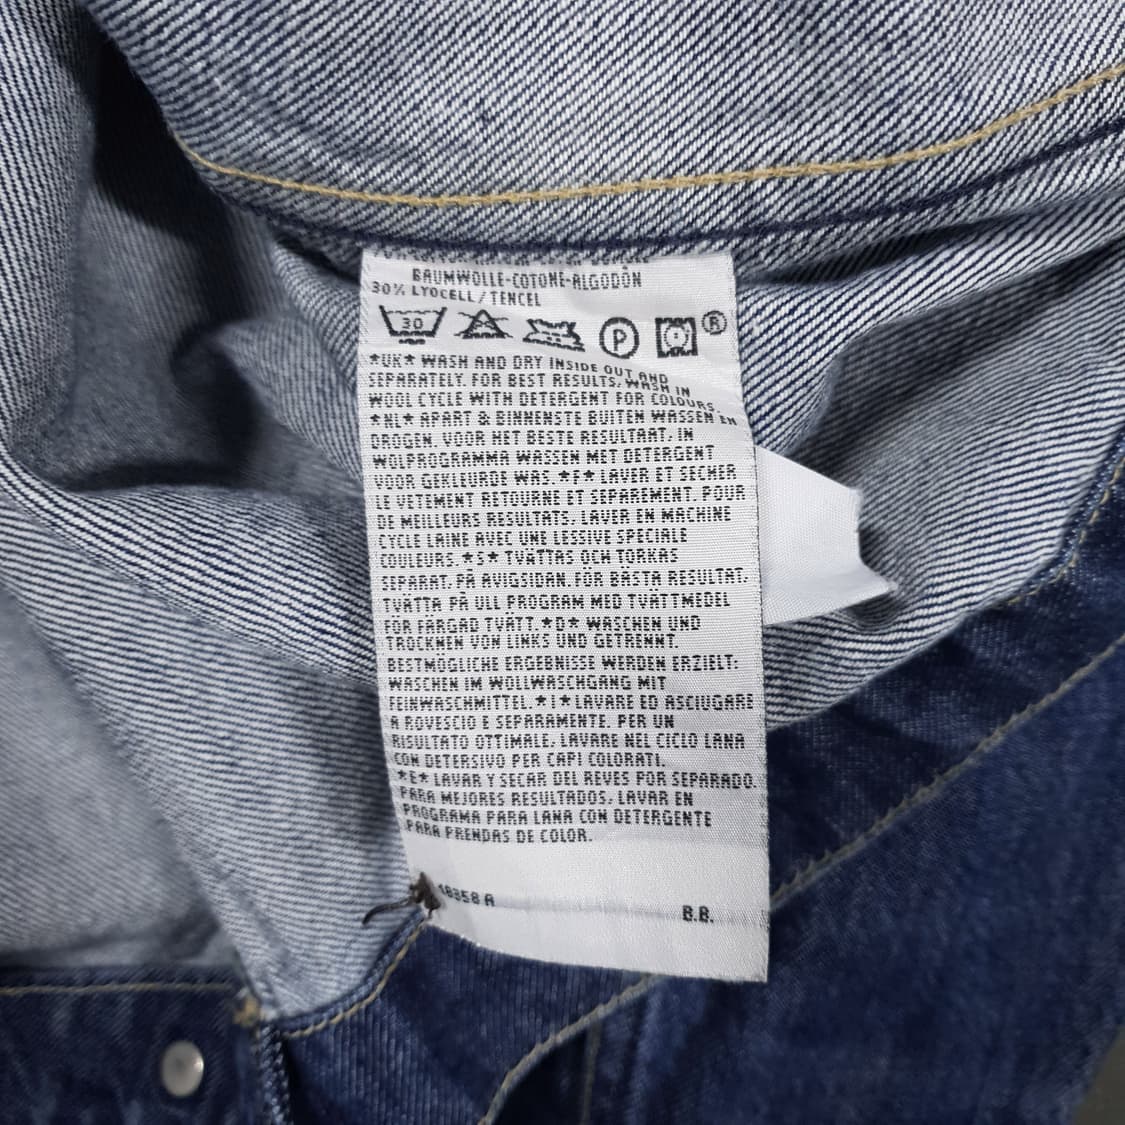 BAUMWOLLE-COTONE-ALGODÓN
30% LYOCELL/TENCEL
30 P ®
*UK* WASH AND DRY INSIDE OUT AND
SEPARATELY. FOR BEST RESULTS, WASH IN
WOOL CYCLE WITH DETERGENT FOR COLOURS.
*NL* APART & BINNENSTE BUITEN WASSEN EN
DROGEN. VOOR HET BESTE RESULTAAT, IN
WOLPROGRAMMA WASSEN MET DETERGENT
VOOR GEKLEURDE WAS.*F* LAVER ET SECHER
LE VETEMENT RETOURNE ET SEPAREMENT. POUR
DE MEILLEURS RESULTATS, LAVER EN MACHINE
CYCLE LAINE AVEC UNE LESSIVE SPECIALE
COULEURS.*S* TVÄTTAS OCH TORKAS
SEPARAT. PÅ AVIGSIDAN. FÖR BÄSTA RESULTAT.
TVÄTTA PÅ ULL PROGRAM MED TVÄTTMEDEL
FÖR FÄRGAD TVÄTT.*D* WASCHEN UND
TROCKNEN VON LINKS UND GETRENNT.
BESTMÖGLICHE ERGEBNISSE WERDEN ERZIELT:
WASCHEN IM WOLLWASCHGANG MIT
FEINWASCHMITTEL.*I*LAVARE ED ASCIUGARE
A ROVESCIO E SEPARAMENTE. PER UN
RISULTATO OTTIMALE, LAVARE NEL CICLO LANA
CON DETERSIVO PER CAPI COLORATI.
*E* LAVAR Y SECAR DEL REVES POR SEPARADO.
PARA MEJORES RESULTADOS, LAVAR EN
PROGRAMA PARA LANA CON DETERGENTE
PARA PRENDAS DE COLOR.
18358 A
B.B.